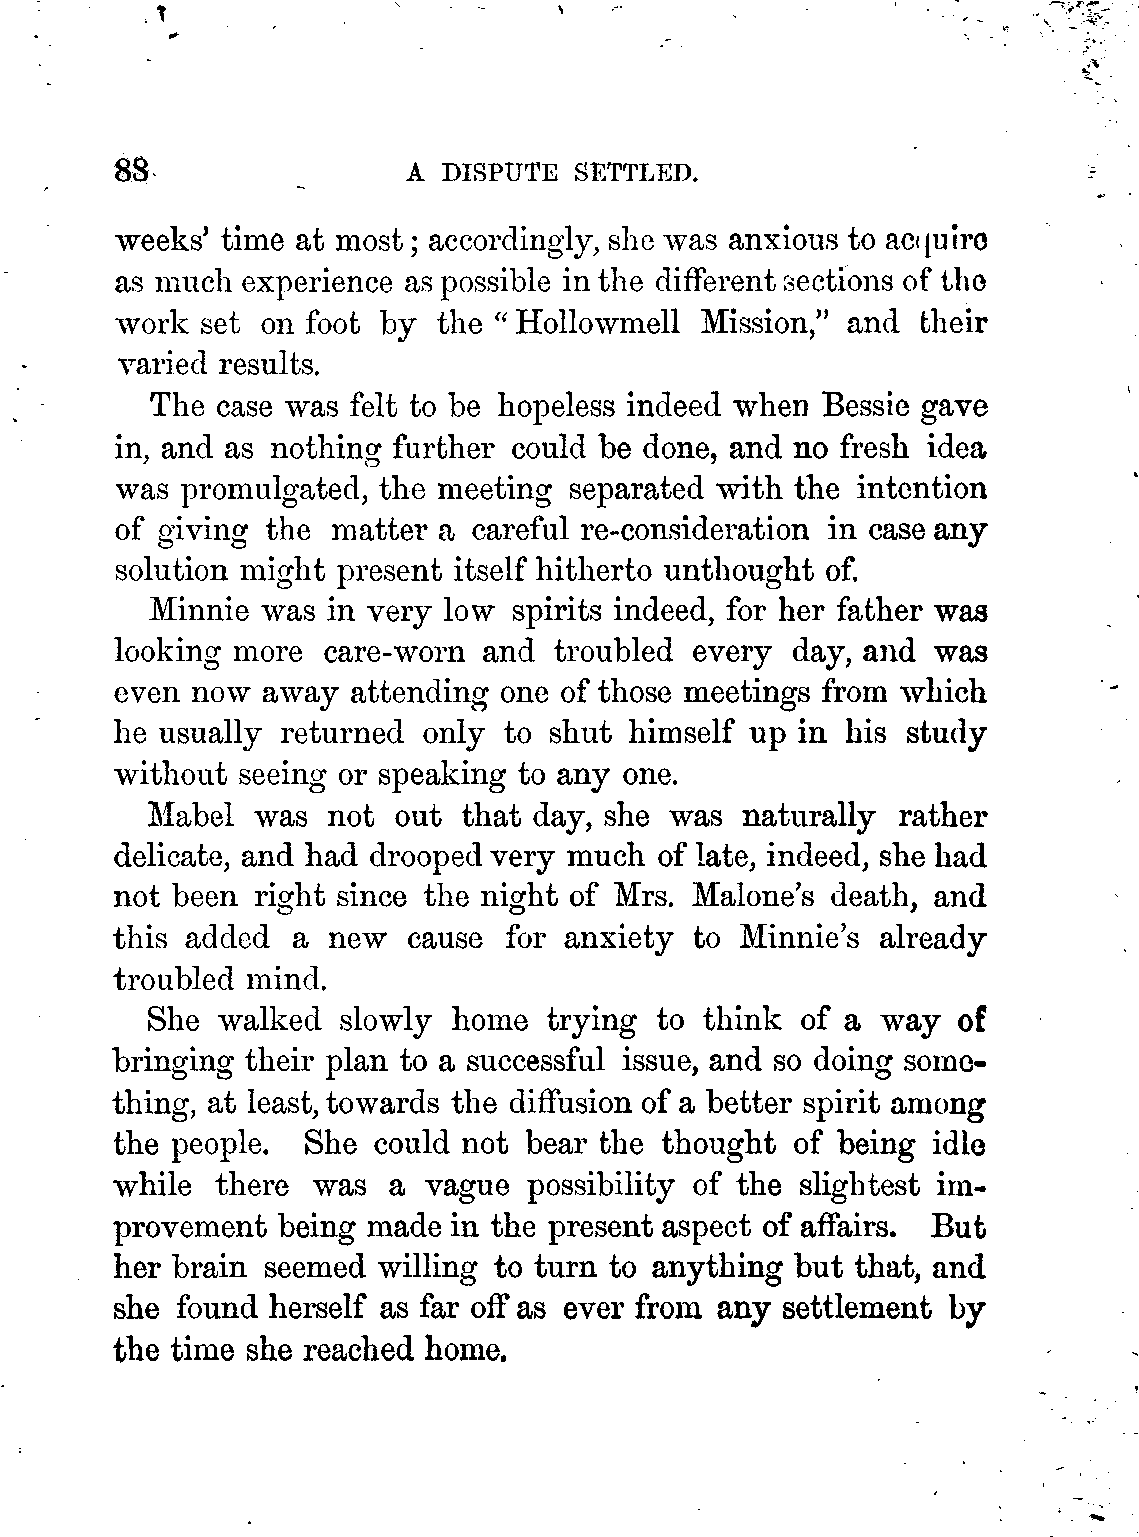 88 A DISPUTE SETTLED.
weeks' time at most; accordingly, she was anxious to acquire
as much experience as possible in the different sections of the
work set on foot by the "Hollowmell Mission," and their
varied results.
The case was felt to be hopeless indeed when Bessie gave
in, and as nothing further could be done, and no fresh idea
was promulgated, the meeting separated with the intention
of giving the matter a careful re-consideration in case any
solution might present itself hitherto unthought of.
Minnie was in very low spirits indeed, for her father was
looking more care-worn and troubled every day, and was
even now away attending one of those meetings from which
he usually returned only to shut himself up in his study
without seeing or speaking to any one.
Mabel was not out that day, she was naturally rather
delicate, and had drooped very much of late, indeed, she had
not been right since the night of Mrs. Malone's death, and
this added a new cause for anxiety to Minnie's already
troubled mind.
She walked slowly home trying to think of a way of
bringing their plan to a successful issue, and so doing some-
thing, at least, towards the diffusion of a better spirit among
the people. She could not bear the thought of being idle
while there was a vague possibility of the slightest im-
provement being made in the present aspect of affairs. But
her brain seemed willing to turn to anything but that, and
she found herself as far off as ever from any settlement by
the time she reached home.